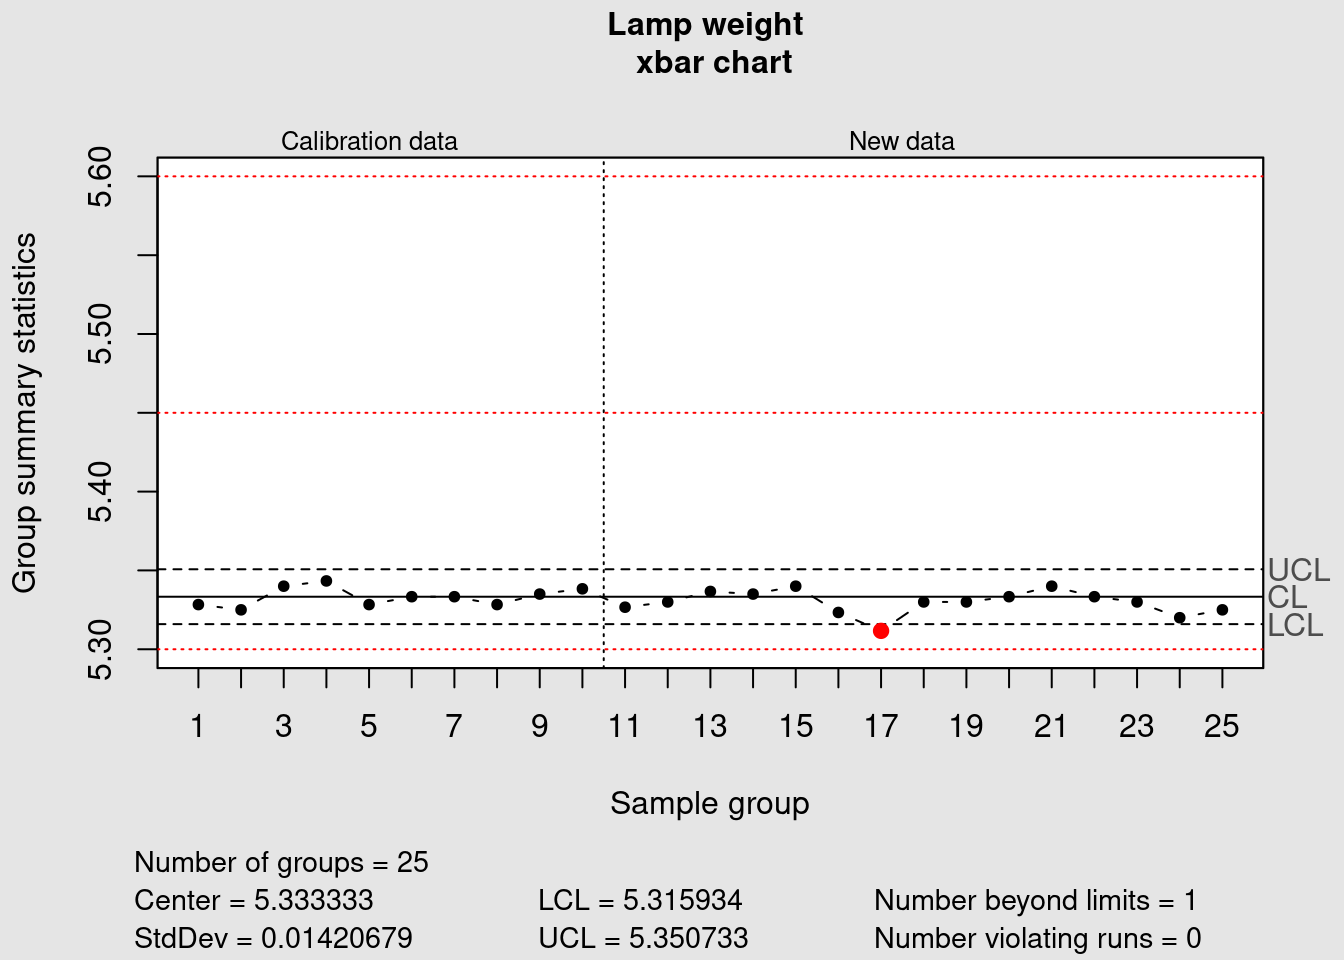 Lamp weight
xbar chart
Calibration data New data
Group summary statistics
5.60
5.50
5.40
5.30
UCL
CL
LCL
1 3 5 7 9 11 13 15 17 19 21 23 25
Sample group
Number of groups = 25
Center = 5.333333 LCL = 5.315934 Number beyond limits = 1
StdDev = 0.01420679 UCL = 5.350733 Number violating runs = 0